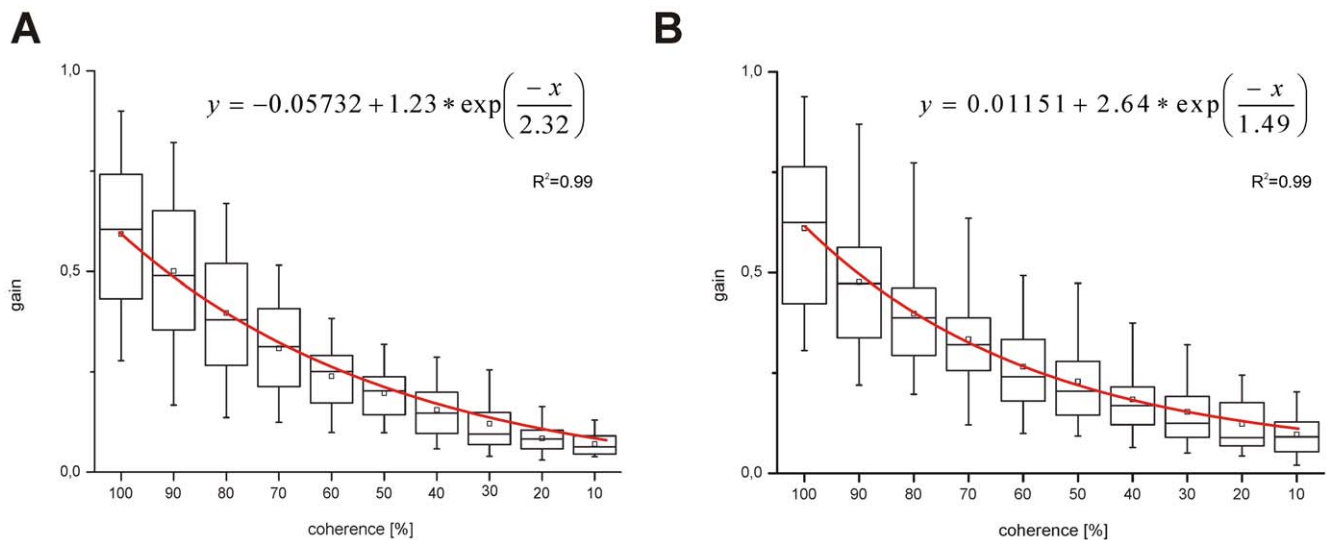 A
1,0
y = −0.05732 + 1.23 * exp(−x/2.32)
R²=0.99
0,5
gain
0,0
100 90 80 70 60 50 40 30 20 10
coherence [%]
B
1,0
y = 0.01151 + 2.64 * exp(−x/1.49)
R²=0.99
0,5
gain
0,0
100 90 80 70 60 50 40 30 20 10
coherence [%]